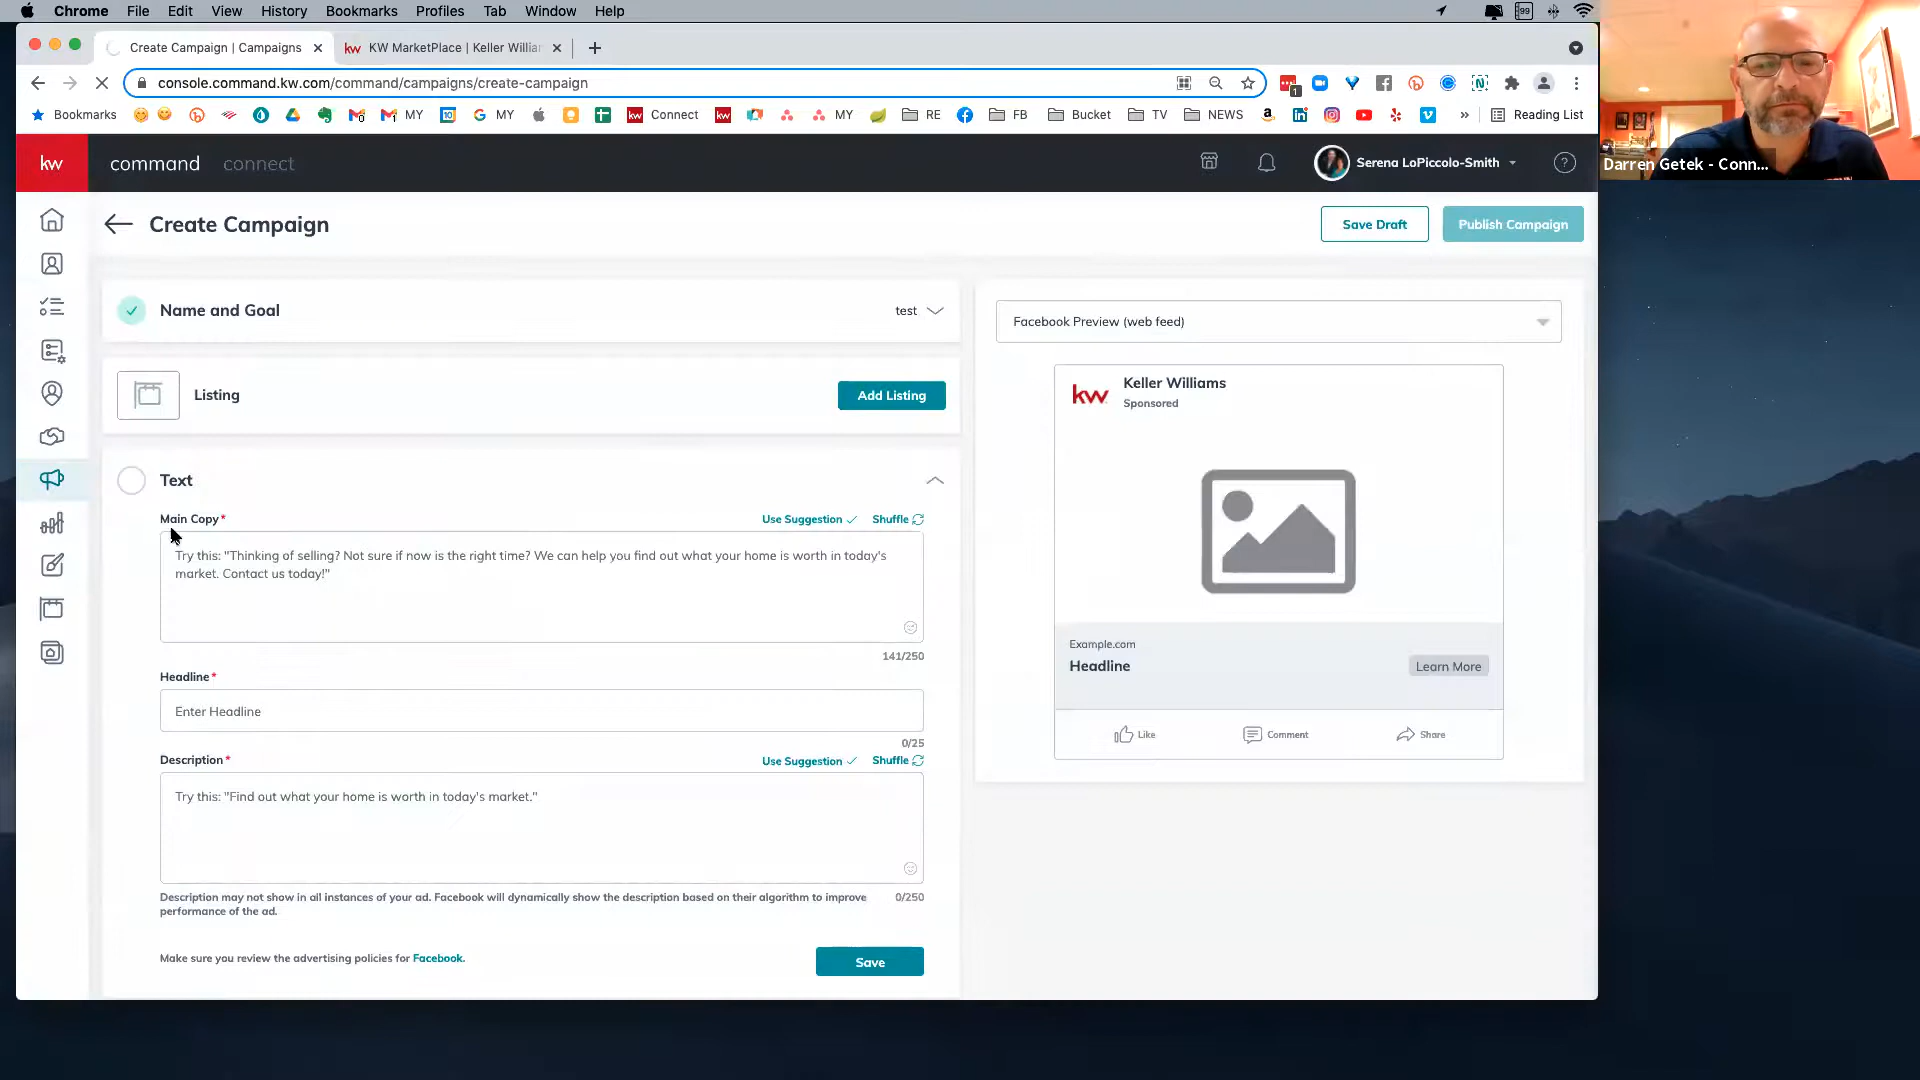 Chrome File Edit View History Bookmarks Profiles Tab Window Help
99
Create Campaign | Campaigns
kw KW MarketPlace | Keller Willia
console.command.kw.com/command/campaigns/create-campaign
1
Bookmarks
MY
G MY
kw Connect
kw
MY
RE
FB
Bucket
TV
NEWS
Reading List
Darren Getek - Conn...
kw command connect
Serena LoPiccolo-Smith
Create Campaign
Save Draft
Publish Campaign
Name and Goal
test
Listing
Add Listing
Text
Main Copy*
Use Suggestion
Shuffle
Try this: "Thinking of selling? Not sure if now is the right time? We can help you find out what your home is worth in today's
market. Contact us today!"
141/250
Headline*
Enter Headline
0/25
Description*
Use Suggestion
Shuffle
Try this: "Find out what your home is worth in today's market."
Description may not show in all instances of your ad. Facebook will dynamically show the description based on their algorithm to improve
performance of the ad.
0/250
Make sure you review the advertising policies for Facebook.
Save
Facebook Preview (web feed)
kw
Keller Williams
Sponsored
Example.com
Headline
Learn More
Like
Comment
Share